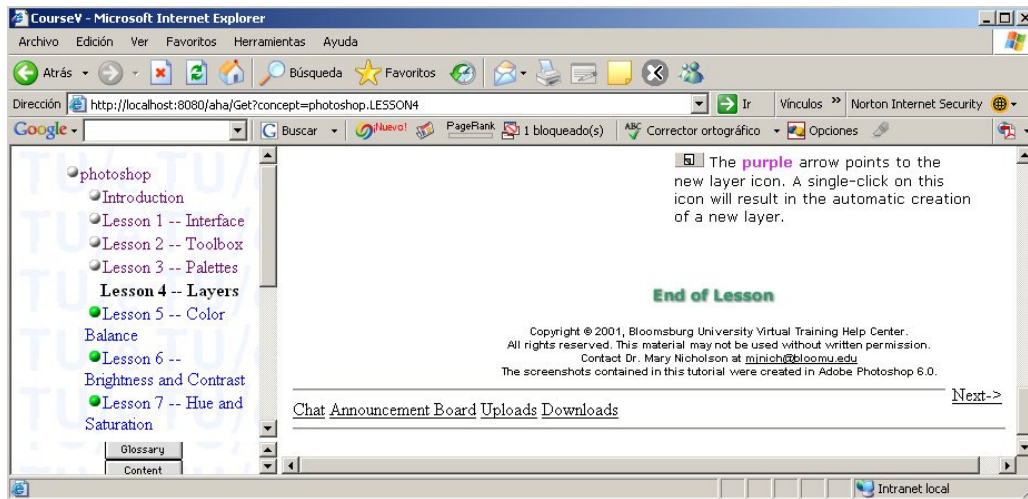 CourseV - Microsoft Internet Explorer
Archivo Edición Ver Favoritos Herramientas Ayuda
Atrás Búsqueda Favoritos
Dirección http://localhost:8080/aha/Get?concept=photoshop.LESSON4 Ir Vínculos » Norton Internet Security
Google Buscar ¡Nuevo! PageRank 1 bloqueado(s) ABC Corrector ortográfico Opciones
photoshop
Introduction
Lesson 1 -- Interface
Lesson 2 -- Toolbox
Lesson 3 -- Palettes
Lesson 4 -- Layers
Lesson 5 -- Color
Balance
Lesson 6 --
Brightness and Contrast
Lesson 7 -- Hue and
Saturation
Glossary
Content
The purple arrow points to the
new layer icon. A single-click on this
icon will result in the automatic creation
of a new layer.
End of Lesson
Copyright © 2001, Bloomsburg University Virtual Training Help Center.
All rights reserved. This material may not be used without written permission.
Contact Dr. Mary Nicholson at mjnich@bloomu.edu
The screenshots contained in this tutorial were created in Adobe Photoshop 6.0.
Next->
Chat Announcement Board Uploads Downloads
Intranet local